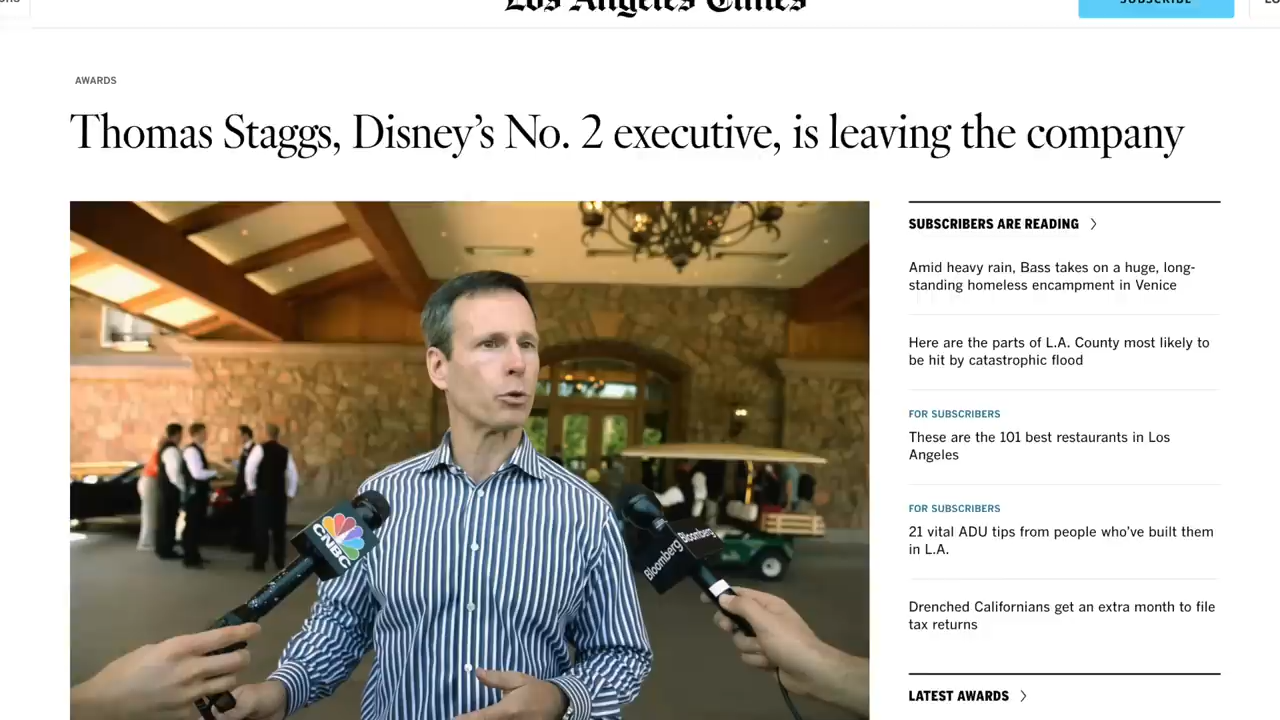 Los Angeles Times
SUBSCRIBE
AWARDS
Thomas Staggs, Disney’s No. 2 executive, is leaving the company
SUBSCRIBERS ARE READING
Amid heavy rain, Bass takes on a huge, long-
standing homeless encampment in Venice
Here are the parts of L.A. County most likely to
be hit by catastrophic flood
FOR SUBSCRIBERS
These are the 101 best restaurants in Los
Angeles
FOR SUBSCRIBERS
21 vital ADU tips from people who’ve built them
in L.A.
Drenched Californians get an extra month to file
tax returns
LATEST AWARDS
CNBC
Bloomberg
Bloomberg